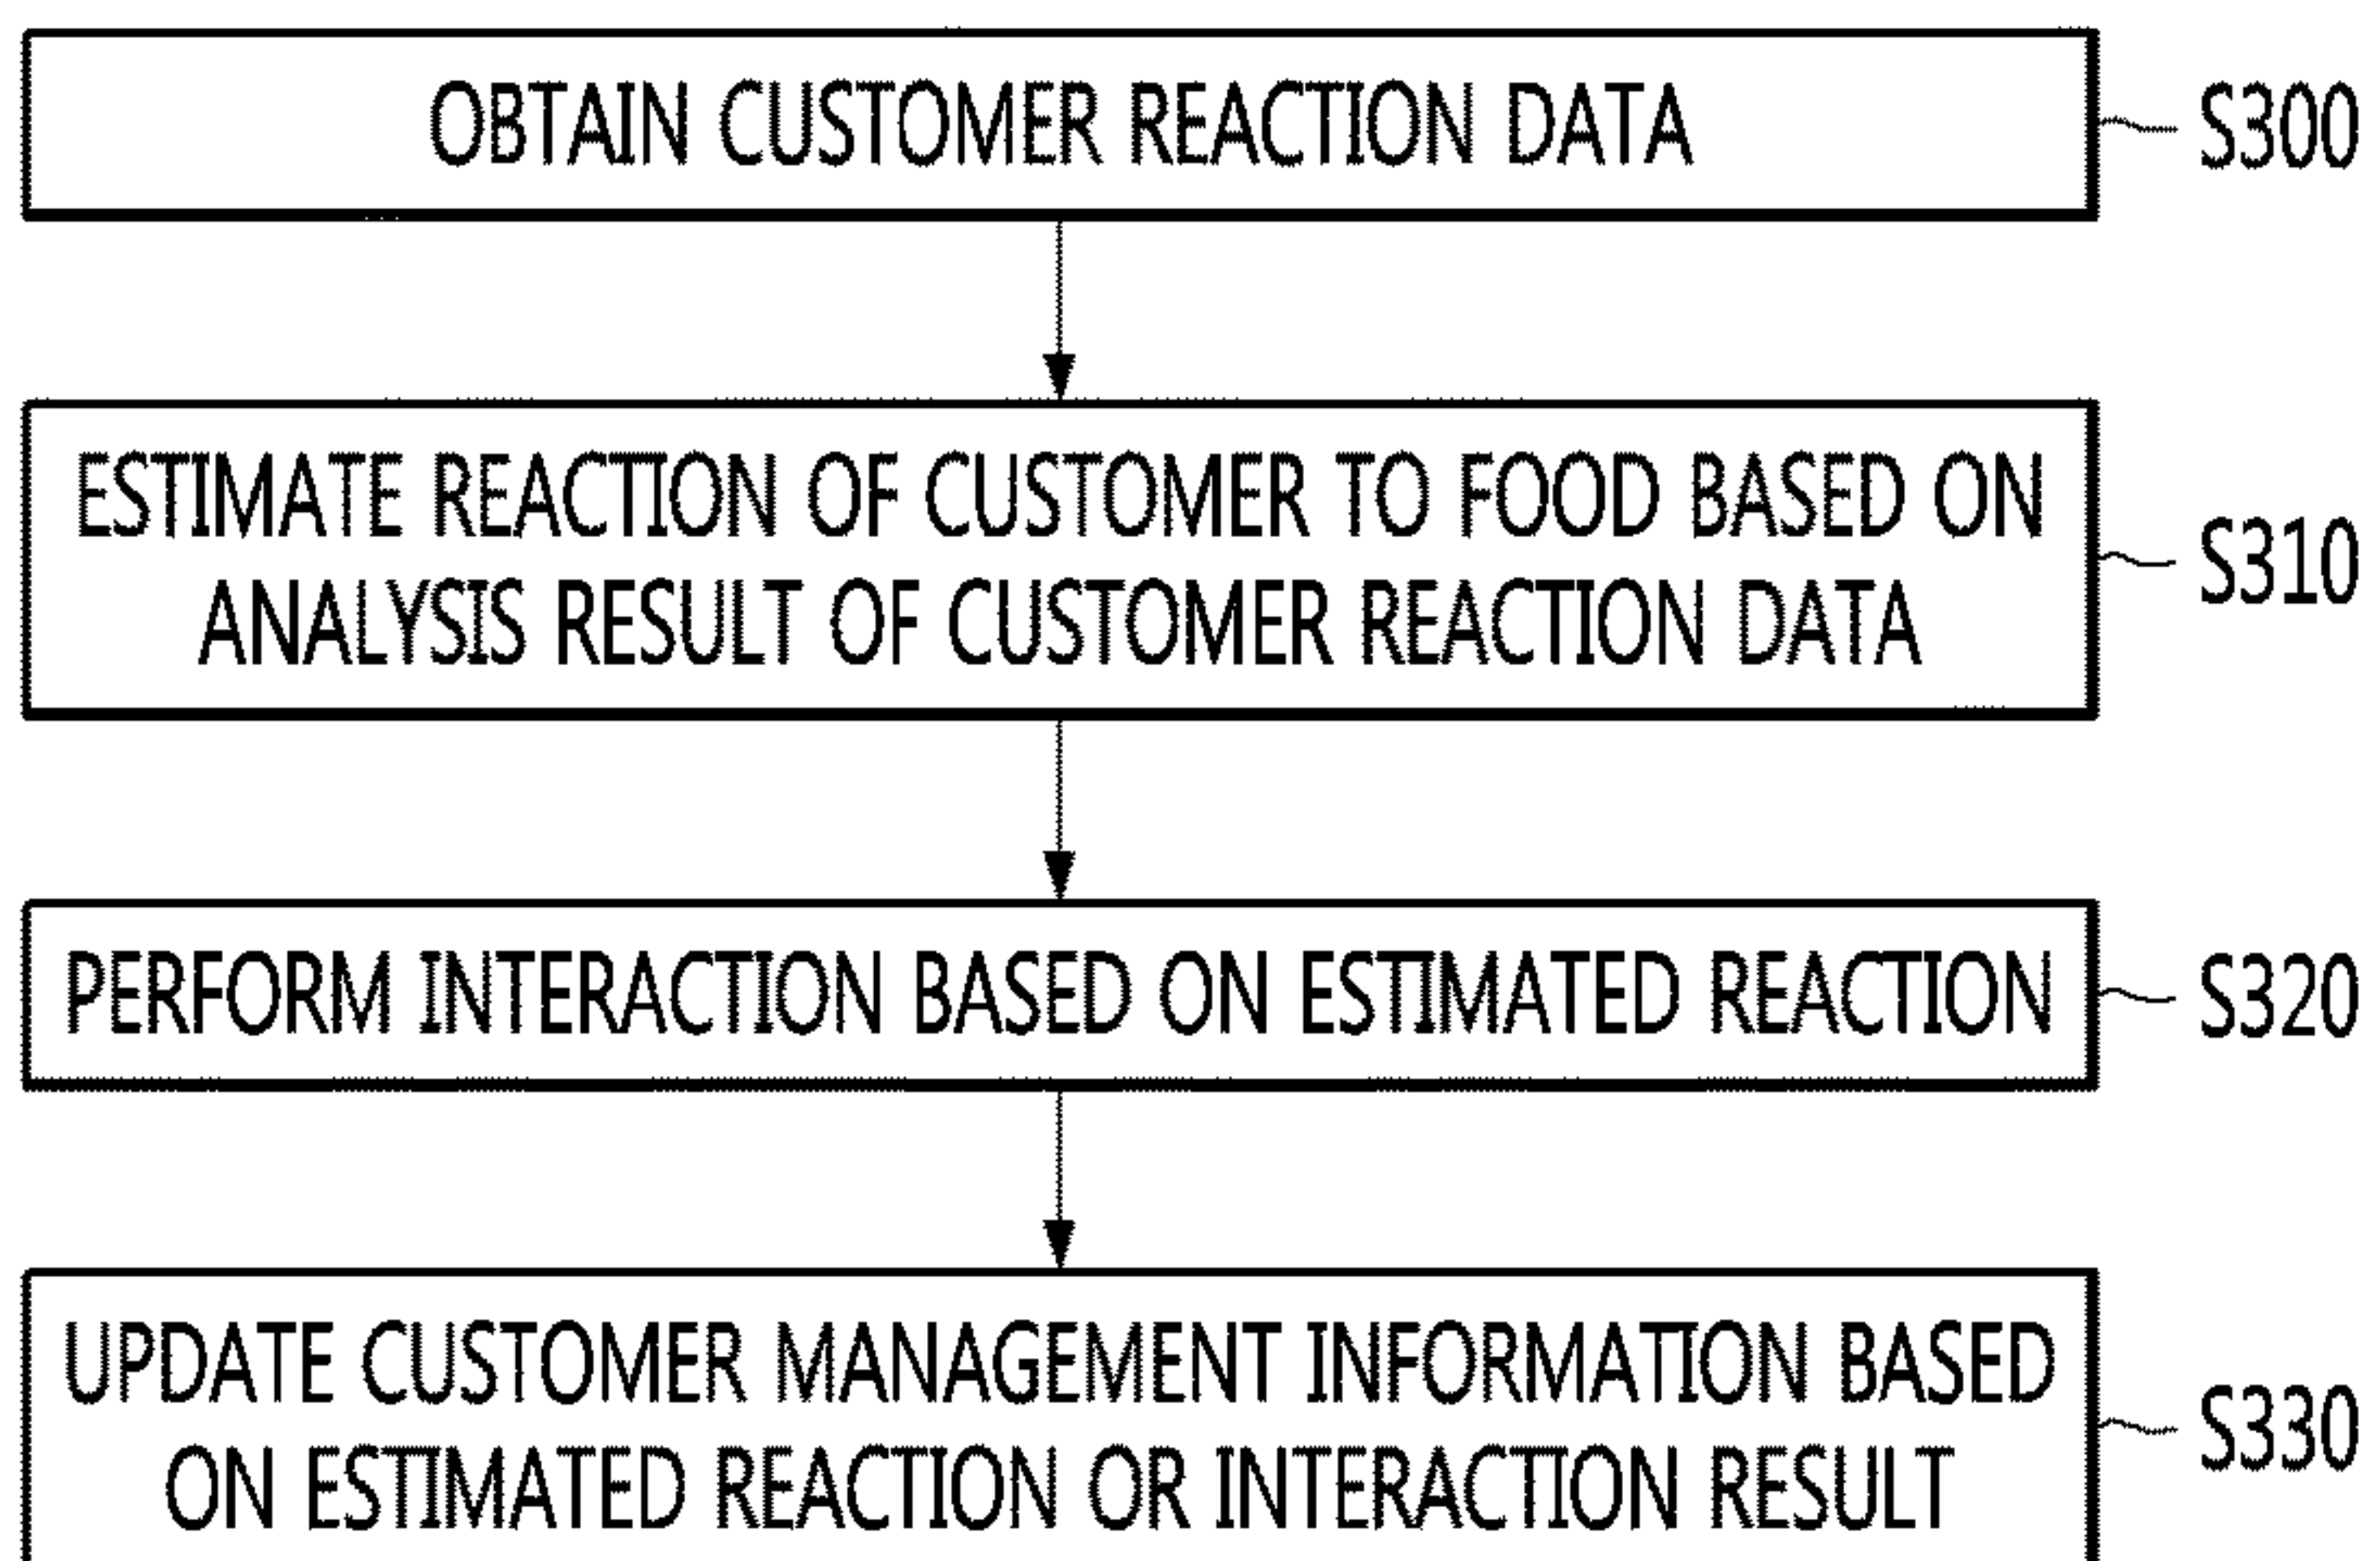 OBTAIN CUSTOMER REACTION DATA
S300
ESTIMATE REACTION OF CUSTOMER TO FOOD BASED ON
ANALYSIS RESULT OF CUSTOMER REACTION DATA
S310
PERFORM INTERACTION BASED ON ESTIMATED REACTION
S320
UPDATE CUSTOMER MANAGEMENT INFORMATION BASED
ON ESTIMATED REACTION OR INTERACTION RESULT
S330